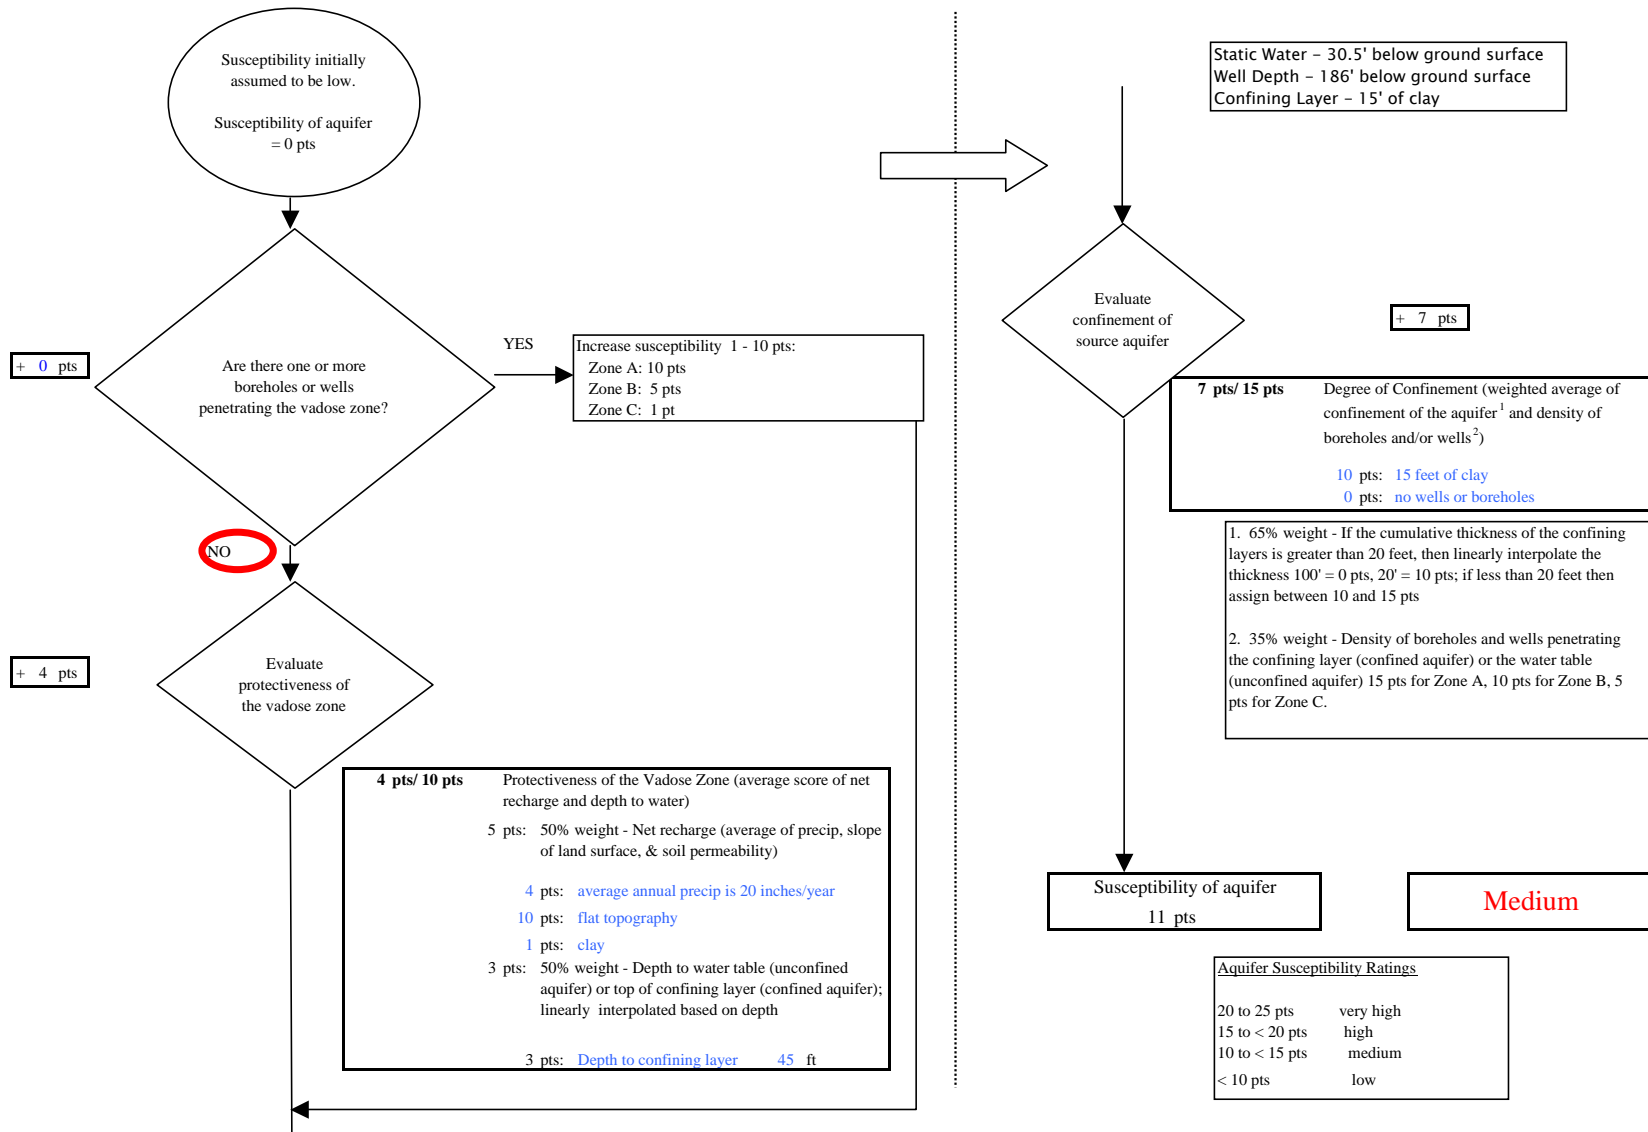 Susceptibility initially
assumed to be low.
Susceptibility of aquifer
= 0 pts
Are there one or more
boreholes or wells
penetrating the vadose zone?
+ 0 pts
YES
Increase susceptibility 1 - 10 pts:
Zone A: 10 pts
Zone B: 5 pts
Zone C: 1 pt
NO
Evaluate
protectiveness of
the vadose zone
+ 4 pts
4 pts/ 10 pts Protectiveness of the Vadose Zone (average score of net
recharge and depth to water)
5 pts: 50% weight - Net recharge (average of precip, slope
of land surface, & soil permeability)
4 pts: average annual precip is 20 inches/year
10 pts: flat topography
1 pts: clay
3 pts: 50% weight - Depth to water table (unconfined
aquifer) or top of confining layer (confined aquifer);
linearly interpolated based on depth
3 pts: Depth to confining layer 45 ft
Static Water – 30.5' below ground surface
Well Depth – 186' below ground surface
Confining Layer – 15' of clay
Evaluate
confinement of
source aquifer
+ 7 pts
7 pts/ 15 pts Degree of Confinement (weighted average of
confinement of the aquifer1 and density of
boreholes and/or wells2)
10 pts: 15 feet of clay
0 pts: no wells or boreholes
1. 65% weight - If the cumulative thickness of the confining
layers is greater than 20 feet, then linearly interpolate the
thickness 100' = 0 pts, 20' = 10 pts; if less than 20 feet then
assign between 10 and 15 pts
2. 35% weight - Density of boreholes and wells penetrating
the confining layer (confined aquifer) or the water table
(unconfined aquifer) 15 pts for Zone A, 10 pts for Zone B, 5
pts for Zone C.
Susceptibility of aquifer
11 pts
Medium
Aquifer Susceptibility Ratings
20 to 25 pts very high
15 to < 20 pts high
10 to < 15 pts medium
< 10 pts low